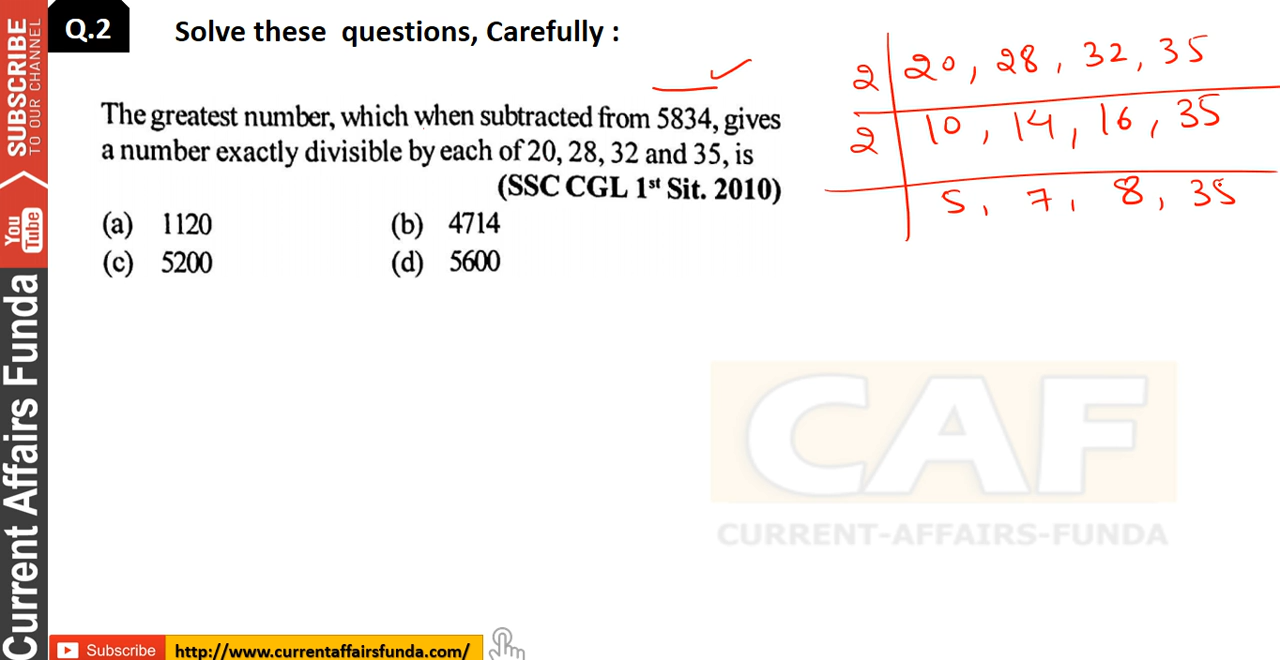 SUBSCRIBE
TO OUR CHANNEL
You
Tube
Current Affairs Funda
Q.2
Solve these questions, Carefully :
The greatest number, which when subtracted from 5834, gives
a number exactly divisible by each of 20, 28, 32 and 35, is
(SSC CGL 1st Sit. 2010)
(a) 1120
(b) 4714
(c) 5200
(d) 5600
2 | 20, 28, 32, 35
2 | 10, 14, 16, 35
5, 7, 8, 35
CAF
CURRENT-AFFAIRS-FUNDA
Subscribe
http://www.currentaffairsfunda.com/